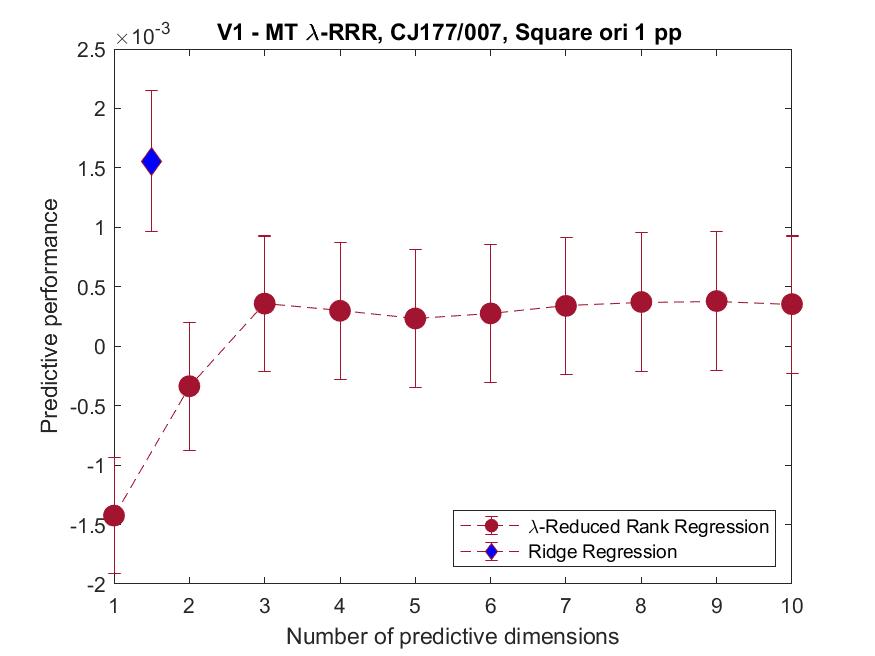 ×10-3
V1 - MT λ-RRR, CJ177/007, Square ori 1 pp
2.5
2
1.5
1
0.5
0
-0.5
-1
-1.5
-2
Predictive performance
λ-Reduced Rank Regression
Ridge Regression
1 2 3 4 5 6 7 8 9 10
Number of predictive dimensions